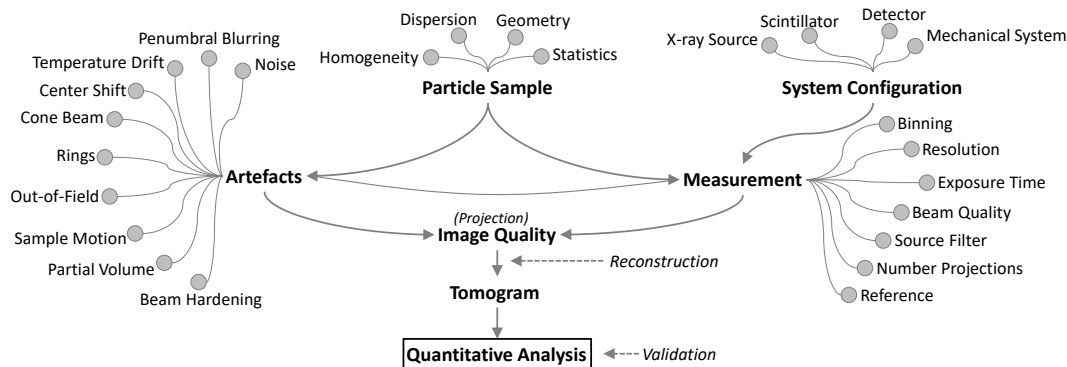 Dispersion
Geometry
Homogeneity
Statistics
Particle Sample
Scintillator
Detector
X-ray Source
Mechanical System
System Configuration
Penumbral Blurring
Temperature Drift
Noise
Center Shift
Cone Beam
Rings
Out-of-Field
Sample Motion
Partial Volume
Beam Hardening
Artefacts
Measurement
Binning
Resolution
Exposure Time
Beam Quality
Source Filter
Number Projections
Reference
(Projection)
Image Quality
Reconstruction
Tomogram
Quantitative Analysis
Validation